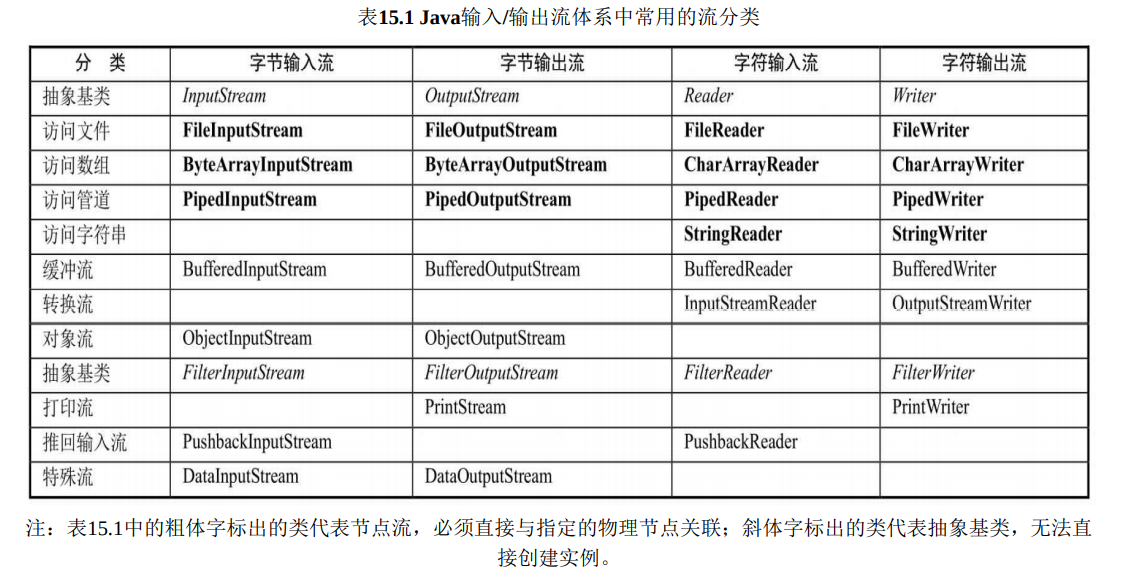 表15.1 Java输入/输出流体系中常用的流分类
分 类 字节输入流 字节输出流 字符输入流 字符输出流
抽象基类 InputStream OutputStream Reader Writer
访问文件 FileInputStream FileOutputStream FileReader FileWriter
访问数组 ByteArrayInputStream ByteArrayOutputStream CharArrayReader CharArrayWriter
访问管道 PipedInputStream PipedOutputStream PipedReader PipedWriter
访问字符串 StringReader StringWriter
缓冲流 BufferedInputStream BufferedOutputStream BufferedReader BufferedWriter
转换流 InputStreamReader OutputStreamWriter
对象流 ObjectInputStream ObjectOutputStream
抽象基类 FilterInputStream FilterOutputStream FilterReader FilterWriter
打印流 PrintStream PrintWriter
推回输入流 PushbackInputStream PushbackReader
特殊流 DataInputStream DataOutputStream
注：表15.1中的粗体字标出的类代表节点流，必须直接与指定的物理节点关联；斜体字标出的类代表抽象基类，无法直
接创建实例。